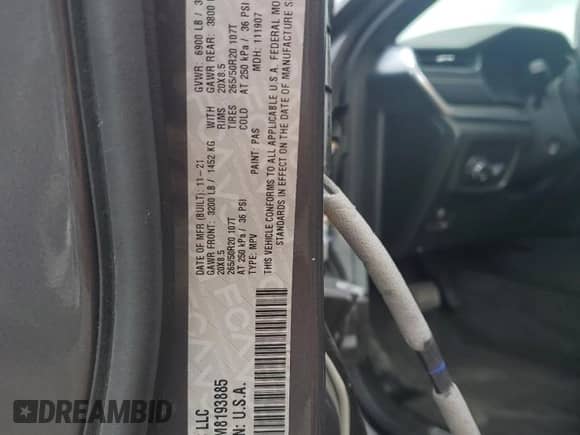 DATE OF MFR (BUILT): 11-21
GVWR 6900 LB / 3
GAWR FRONT: 3200 LB / 1452 KG WITH GAWR REAR: 3800
20X8.5 RIMS 20X8.5
265/50R20 107T TIRES 265/50R20 107T
AT 250 kPa / 36 PSI COLD AT 250 kPa / 36 PSI
TYPE: MPV PAINT: PAS MDH: 111907
THIS VEHICLE CONFORMS TO ALL APPLICABLE U.S.A. FEDERAL MO
STANDARDS IN EFFECT ON THE DATE OF MANUFACTURE S
LLC
M8193885
N: U.S.A.
DREAMBID